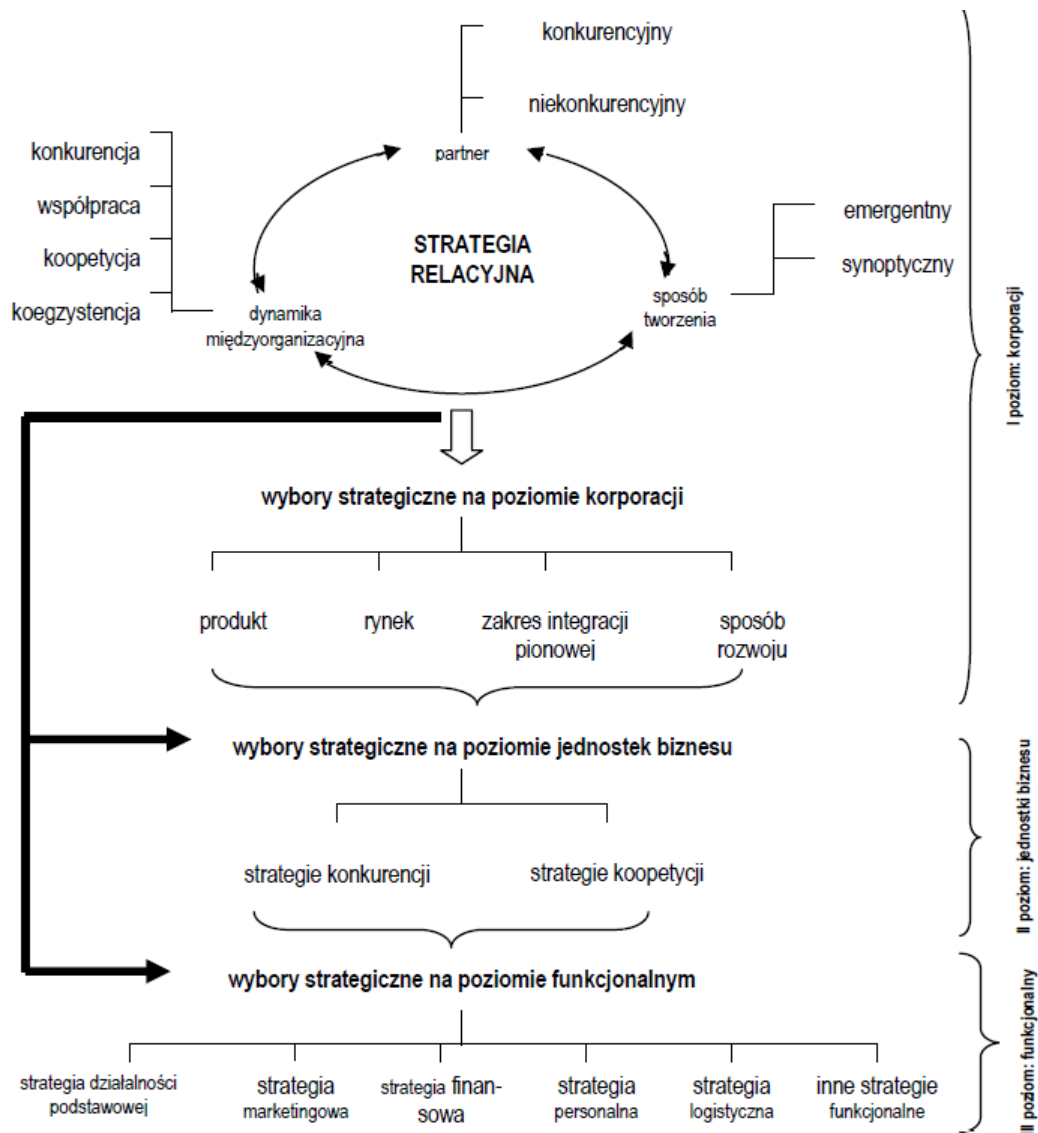 konkurencyjny
niekonkurencyjny
partner
konkurencja
współpraca
koopetycja
koegzystencja
STRATEGIA
RELACYJNA
emergentny
synoptyczny
dynamika
międzyorganizacyjna
sposób
tworzenia
I poziom: korporacji
wybory strategiczne na poziomie korporacji
produkt
rynek
zakres integracji
pionowej
sposób
rozwoju
wybory strategiczne na poziomie jednostek biznesu
II poziom: jednostki biznesu
strategie konkurencji
strategie koopetycji
wybory strategiczne na poziomie funkcjonalnym
II poziom: funkcjonalny
strategia działalności
podstawowej
strategia
marketingowa
strategia finan-
sowa
strategia
personalna
strategia
logistyczna
inne strategie
funkcjonalne